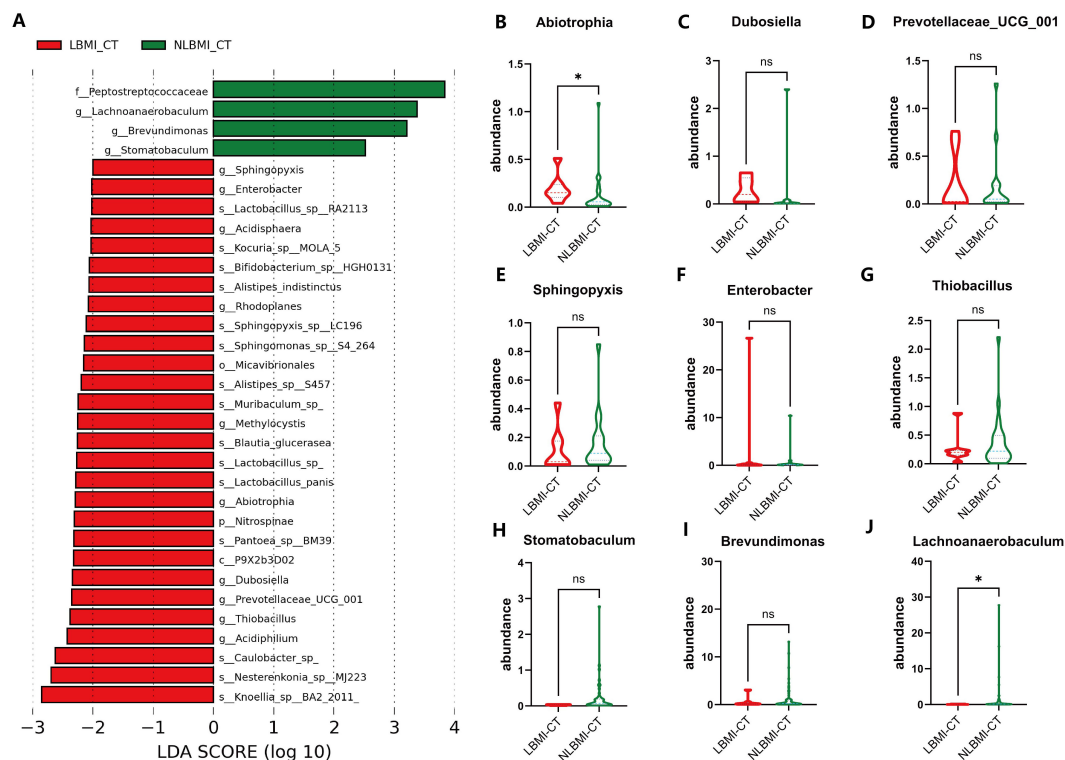 A
LBMI_CT
NLBMI_CT
f__Peptostreptococcaceae
g__Lachnoanaerobaculum
g__Brevundimonas
g__Stomatobaculum
g__Sphingopyxis
g__Enterobacter
s__Lactobacillus_sp__RA2113
g__Acidisphaera
s__Kocuria_sp__MOLA_5
s__Bifidobacterium_sp__HGH0131
s__Alistipes_indistinctus
g__Rhodoplanes
s__Sphingopyxis_sp__LC196
s__Sphingomonas_sp__S4_264
o__Micavibrionales
s__Alistipes_sp__S457
s__Muribaculum_sp_
g__Methylocystis
s__Blautia_glucerasea
s__Lactobacillus_sp_
s__Lactobacillus_panis
g__Abiotrophia
p__Nitrospinae
s__Pantoea_sp__BM39
c__P9X2b3D02
g__Dubosiella
g__Prevotellaceae_UCG_001
g__Thiobacillus
g__Acidiphilium
s__Caulobacter_sp_
s__Nesterenkonia_sp__MJ223
s__Knoellia_sp__BA2_2011_
−3 −2 −1 0 1 2 3 4
LDA SCORE (log 10)
B
Abiotrophia
abundance
1.5
1.0
0.5
0.0
*
LBMI-CT
NLBMI-CT
C
Dubosiella
abundance
3
2
1
0
ns
LBMI-CT
NLBMI-CT
D
Prevotellaceae_UCG_001
abundance
1.5
1.0
0.5
0.0
ns
LBMI-CT
NLBMI-CT
E
Sphingopyxis
abundance
1.0
0.8
0.6
0.4
0.2
0.0
ns
LBMI-CT
NLBMI-CT
F
Enterobacter
abundance
30
20
10
0
ns
LBMI-CT
NLBMI-CT
G
Thiobacillus
abundance
2.5
2.0
1.5
1.0
0.5
0.0
ns
LBMI-CT
NLBMI-CT
H
Stomatobaculum
abundance
4
3
2
1
0
ns
LBMI-CT
NLBMI-CT
I
Brevundimonas
abundance
30
20
10
0
ns
LBMI-CT
NLBMI-CT
J
Lachnoanaerobaculum
abundance
40
30
20
10
0
*
LBMI-CT
NLBMI-CT